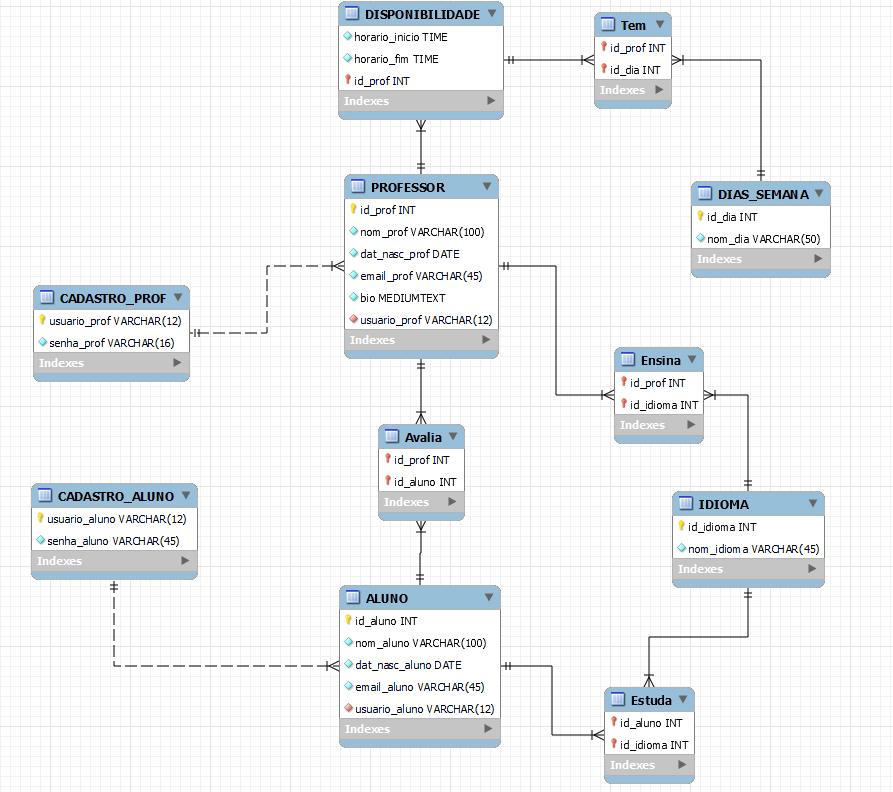 DISPONIBILIDADE
horario_inicio TIME
horario_fim TIME
id_prof INT
Indexes
Tem
id_prof INT
id_dia INT
Indexes
PROFESSOR
id_prof INT
nom_prof VARCHAR(100)
dat_nasc_prof DATE
email_prof VARCHAR(45)
bio MEDIUMTEXT
usuario_prof VARCHAR(12)
Indexes
DIAS_SEMANA
id_dia INT
nom_dia VARCHAR(50)
Indexes
CADASTRO_PROF
usuario_prof VARCHAR(12)
senha_prof VARCHAR(16)
Indexes
Ensina
id_prof INT
id_idioma INT
Indexes
Avalia
id_prof INT
id_aluno INT
Indexes
CADASTRO_ALUNO
usuario_aluno VARCHAR(12)
senha_aluno VARCHAR(45)
Indexes
IDIOMA
id_idioma INT
nom_idioma VARCHAR(45)
Indexes
ALUNO
id_aluno INT
nom_aluno VARCHAR(100)
dat_nasc_aluno DATE
email_aluno VARCHAR(45)
usuario_aluno VARCHAR(12)
Indexes
Estuda
id_aluno INT
id_idioma INT
Indexes